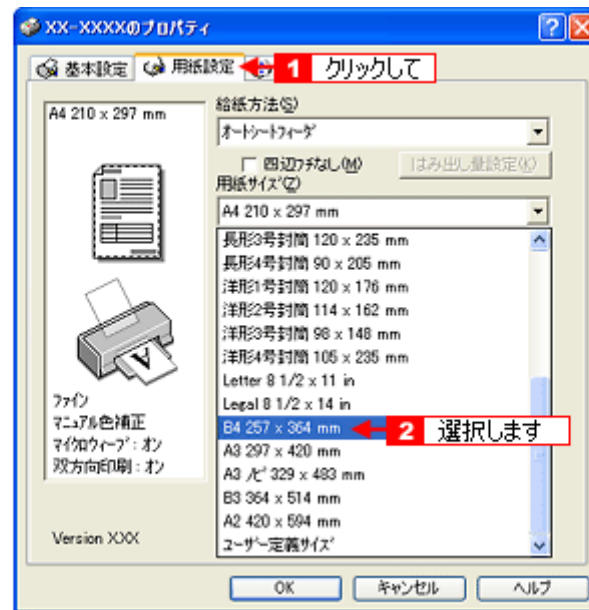 XX-XXXXのプロパティ
基本設定 用紙設定 1 クリックして
A4 210 x 297 mm
給紙方法(S)
オートシートフィーダ
四辺フチなし(M) はみ出し量設定(K)
用紙サイズ(Z)
A4 210 x 297 mm
長形3号封筒 120 x 235 mm
長形4号封筒 90 x 205 mm
洋形1号封筒 120 x 176 mm
洋形2号封筒 114 x 162 mm
洋形3号封筒 98 x 148 mm
洋形4号封筒 105 x 235 mm
Letter 8 1/2 x 11 in
Legal 8 1/2 x 14 in
B4 257 x 364 mm 2 選択します
A3 297 x 420 mm
A3 ノビ 329 x 483 mm
B3 364 x 514 mm
A2 420 x 594 mm
ユーザー定義サイズ
ファイン
マニュアル色補正
マイクロウィーブ : オン
双方向印刷 : オン
Version XXX
OK キャンセル ヘルプ